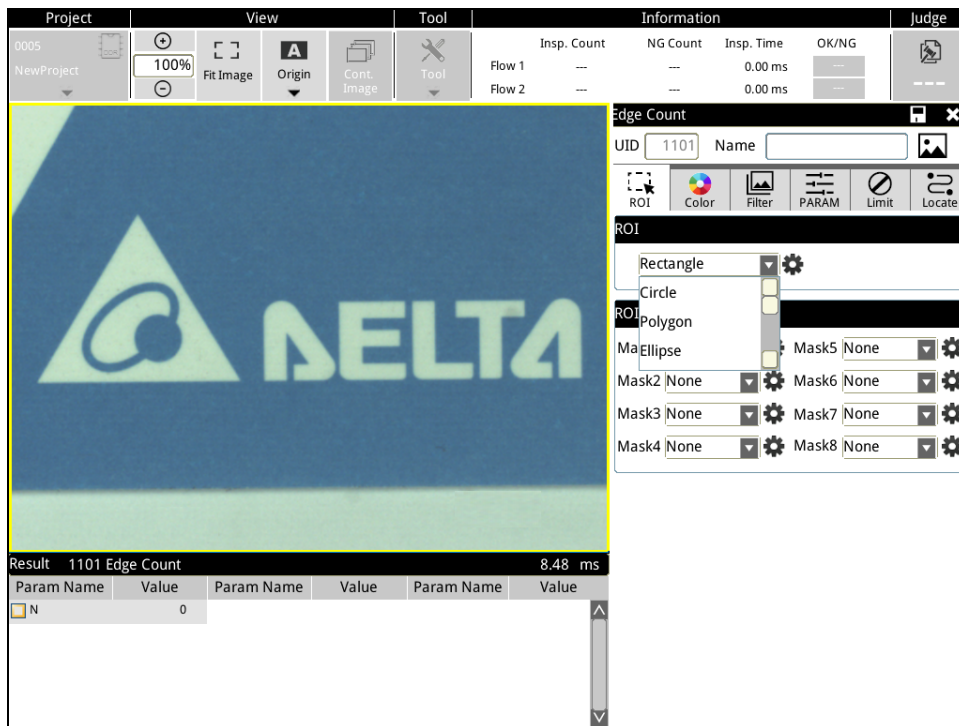 Project View Tool Information Judge
0005
NewProject
100%
Fit Image
A
Origin
Cont. Image
Tool
Insp. Count NG Count Insp. Time OK/NG
Flow 1 --- --- 0.00 ms ---
Flow 2 --- --- 0.00 ms ---
---
Edge Count
UID 1101 Name
ROI Color Filter PARAM Limit Locate
ROI
Rectangle
Circle
Polygon
Ellipse
ROI
Ma Mask5 None
Mask2 None Mask6 None
Mask3 None Mask7 None
Mask4 None Mask8 None
DELTA
Result 1101 Edge Count 8.48 ms
Param Name Value Param Name Value Param Name Value
N 0